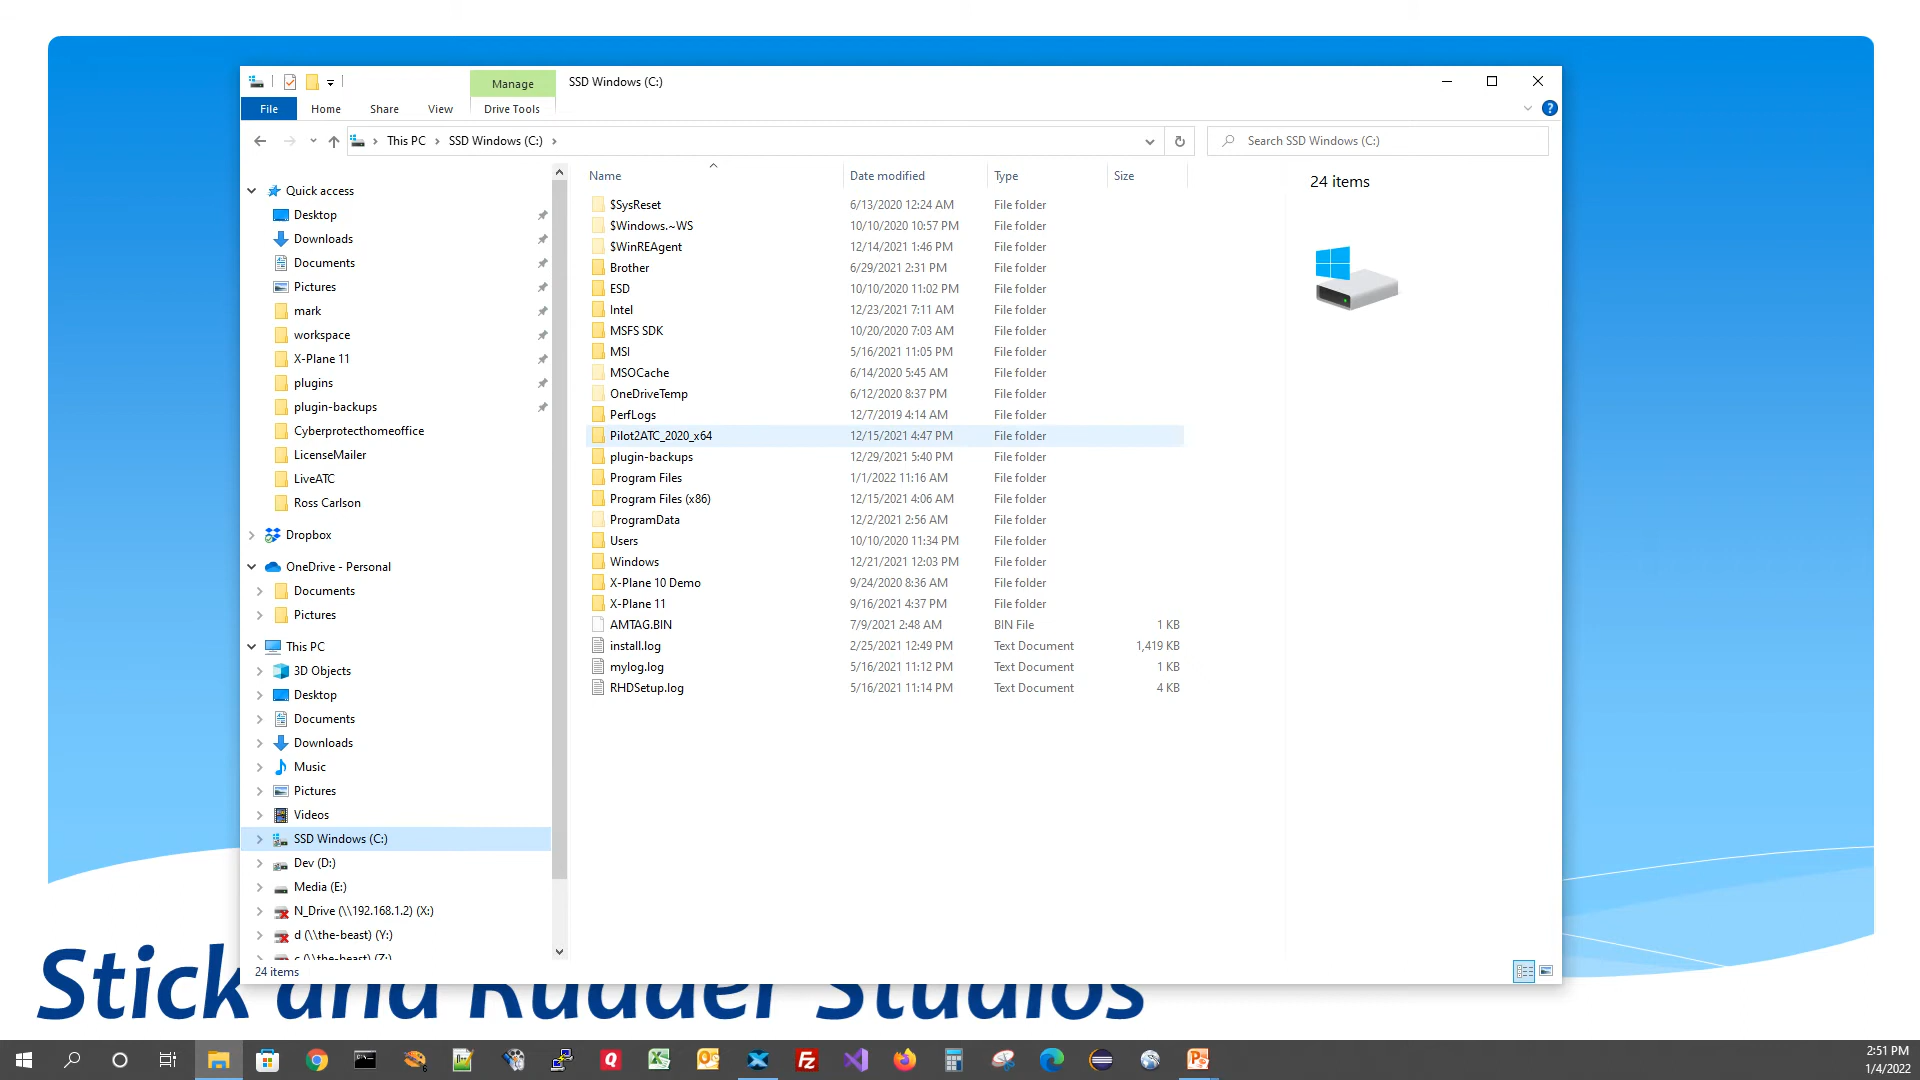 Manage
SSD Windows (C:)
File
Home
Share
View
Drive Tools
This PC
SSD Windows (C:)
Search SSD Windows (C:)
Quick access
Desktop
Downloads
Documents
Pictures
mark
workspace
X-Plane 11
plugins
plugin-backups
Cyberprotecthomeoffice
LicenseMailer
LiveATC
Ross Carlson
Dropbox
OneDrive - Personal
Documents
Pictures
This PC
3D Objects
Desktop
Documents
Downloads
Music
Pictures
Videos
SSD Windows (C:)
Dev (D:)
Media (E:)
N_Drive (\\192.168.1.2) (X:)
d (\\the-beast) (Y:)
c (\\the-beast) (Z:)
24 items
Name Date modified Type Size
$SysReset 6/13/2020 12:24 AM File folder
$Windows.~WS 10/10/2020 10:57 PM File folder
$WinREAgent 12/14/2021 1:46 PM File folder
Brother 6/29/2021 2:31 PM File folder
ESD 10/10/2020 11:02 PM File folder
Intel 12/23/2021 7:11 AM File folder
MSFS SDK 10/20/2020 7:03 AM File folder
MSI 5/16/2021 11:05 PM File folder
MSOCache 6/14/2020 5:45 AM File folder
OneDriveTemp 6/12/2020 8:37 PM File folder
PerfLogs 12/7/2019 4:14 AM File folder
Pilot2ATC_2020_x64 12/15/2021 4:47 PM File folder
plugin-backups 12/29/2021 5:40 PM File folder
Program Files 1/1/2022 11:16 AM File folder
Program Files (x86) 12/15/2021 4:06 AM File folder
ProgramData 12/2/2021 2:56 AM File folder
Users 10/10/2020 11:34 PM File folder
Windows 12/21/2021 12:03 PM File folder
X-Plane 10 Demo 9/24/2020 8:36 AM File folder
X-Plane 11 9/16/2021 4:37 PM File folder
AMTAG.BIN 7/9/2021 2:48 AM BIN File 1 KB
install.log 2/25/2021 12:49 PM Text Document 1,419 KB
mylog.log 5/16/2021 11:12 PM Text Document 1 KB
RHDSetup.log 5/16/2021 11:14 PM Text Document 4 KB
24 items
Stick and Rudder Studios
2:51 PM
1/4/2022